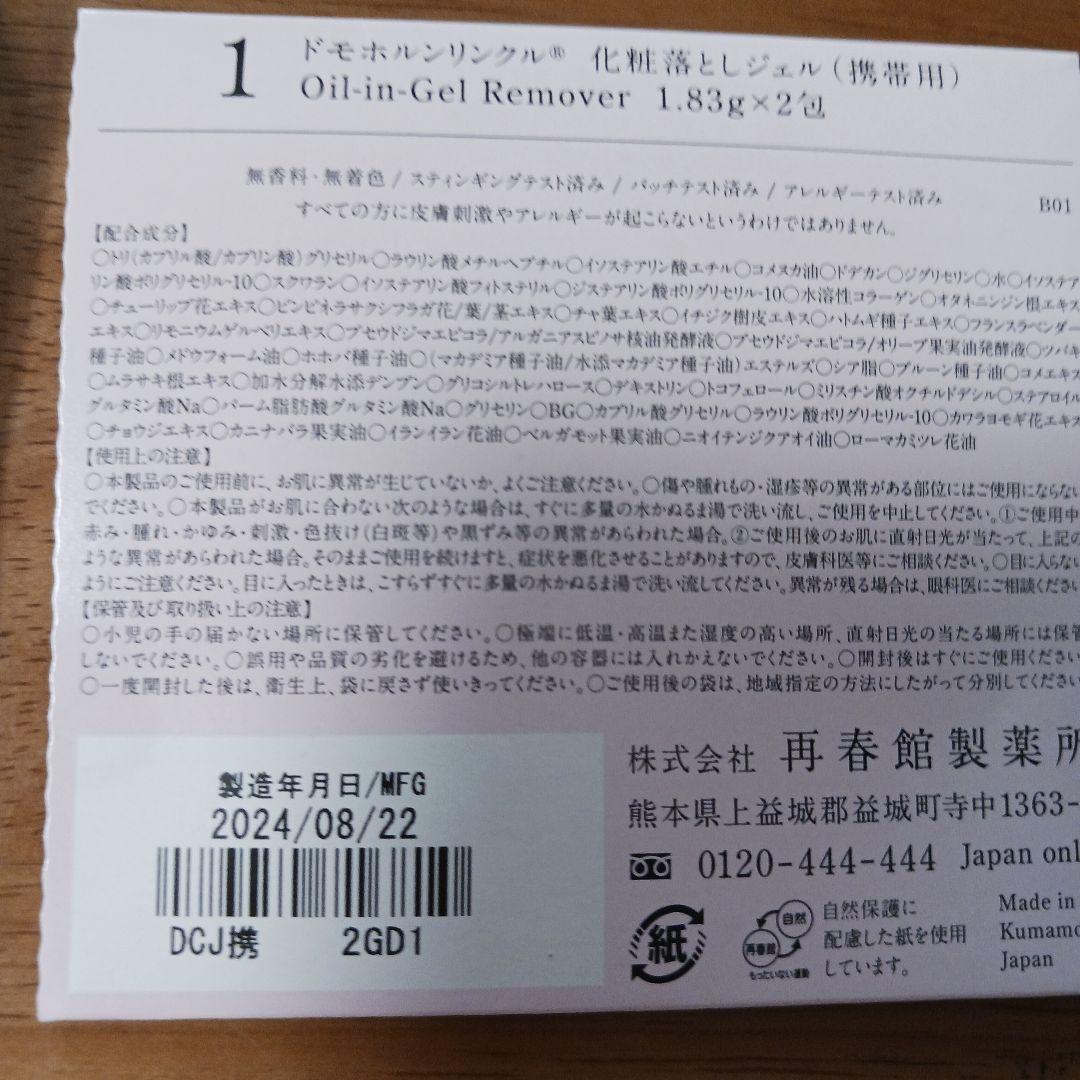 1 ドモホルンリンクル® 化粧落としジェル（携帯用）
Oil-in-Gel Remover 1.83g×2包
無香料・無着色 / スティンギングテスト済み / パッチテスト済み / アレルギーテスト済み
B01
すべての方に皮膚刺激やアレルギーが起こらないというわけではありません。
【配合成分】
○トリ(カプリル酸/カプリン酸)グリセリル○ラウリン酸メチルヘプチル○イソステアリン酸エチル○コメヌカ油○ドデカン○ジグリセリン○水○イソステア
リン酸ポリグリセリル-10○スクワラン○イソステアリン酸フィトステリル○ジステアリン酸ポリグリセリル-10○水溶性コラーゲン○オタネニンジン根エキス
○チューリップ花エキス○ピンピネラサクシフラガ花/葉/茎エキス○チャ葉エキス○イチジク樹皮エキス○ハトムギ種子エキス○フランスラベンダー
エキス○リモニウムゲルベリエキス○プセウドジマエピコラ/アルガニアスピノサ核油発酵液○プセウドジマエピコラ/オリーブ果実油発酵液○ツバキ
種子油○メドウフォーム油○ホホバ種子油○(マカデミア種子油/水添マカデミア種子油)エステルズ○シア脂○プルーン種子油○コメエキス
○ムラサキ根エキス○加水分解水添デンプン○グリコシルトレハロース○デキストリン○トコフェロール○ミリスチン酸オクチルドデシル○ステアロイル
グルタミン酸Na○パーム脂肪酸グルタミン酸Na○グリセリン○BG○カプリル酸グリセリル○ラウリン酸ポリグリセリル-10○カワラヨモギ花エキス
○チョウジエキス○カニナバラ果実油○イランイラン花油○ベルガモット果実油○ニオイテンジクアオイ油○ローマカミツレ花油
【使用上の注意】
○本製品のご使用前に、お肌に異常が生じていないか、よくご注意ください。○傷や腫れもの・湿疹等の異常がある部位にはご使用にならない
でください。○本製品がお肌に合わない次のような場合は、すぐに多量の水かぬるま湯で洗い流し、ご使用を中止してください。①ご使用中
赤み・腫れ・かゆみ・刺激・色抜け(白斑等)や黒ずみ等の異常があらわれた場合。②ご使用後のお肌に直射日光が当たって、上記の
ような異常があらわれた場合。そのままご使用を続けますと、症状を悪化させることがありますので、皮膚科医等にご相談ください。○目に入らない
ようにご注意ください。目に入ったときは、こすらずすぐに多量の水かぬるま湯で洗い流してください。異常が残る場合は、眼科医にご相談ください
【保管及び取り扱い上の注意】
○小児の手の届かない場所に保管してください。○極端に低温・高温また湿度の高い場所、直射日光の当たる場所には保管
しないでください。○誤用や品質の劣化を避けるため、他の容器には入れかえないでください。○開封後はすぐにご使用ください
○一度開封した後は、衛生上、袋に戻さず使いきってください。○ご使用後の袋は、地域指定の方法にしたがって分別してください
製造年月日/MFG
2024/08/22
DCJ携 2GD1
株式会社 再春館製薬所
熊本県上益城郡益城町寺中1363-
0120-444-444 Japan onl
紙
自然
再春館
もったいない運動
自然保護に
配慮した紙を使用
しています。
Made in
Kumamo
Japan